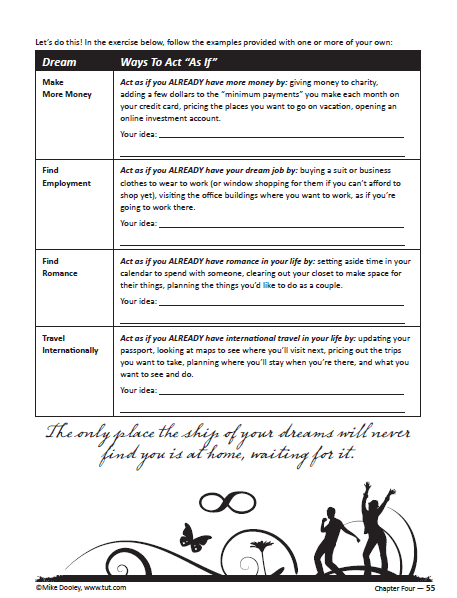 Let's do this! In the exercise below, follow the examples provided with one or more of your own:
Dream
Ways To Act "As If"
Make
More Money
Act as if you ALREADY have more money by: giving money to charity,
adding a few dollars to the "minimum payments" you make each month on
your credit card, pricing the places you want to go on vacation, opening an
online investment account.
Your idea:
Find
Employment
Act as if you ALREADY have your dream job by: buying a suit or business
clothes to wear to work (or window shopping for them if you can't afford to
shop yet), visiting the office buildings where you want to work, as if you're
going to work there.
Your idea:
Find
Romance
Act as if you ALREADY have romance in your life by: setting aside time in your
calendar to spend with someone, clearing out your closet to make space for
their things, planning the things you'd like to do as a couple.
Your idea:
Travel
Internationally
Act as if you ALREADY have international travel in your life by: updating your
passport, looking at maps to see where you'll visit next, pricing out the trips
you want to take, planning where you'll stay when you're there, and what you
want to see and do.
Your idea:
The only place the ship of your dreams will never
find you is at home, waiting for it.
©Mike Dooley, www.tut.com
Chapter Four — 55